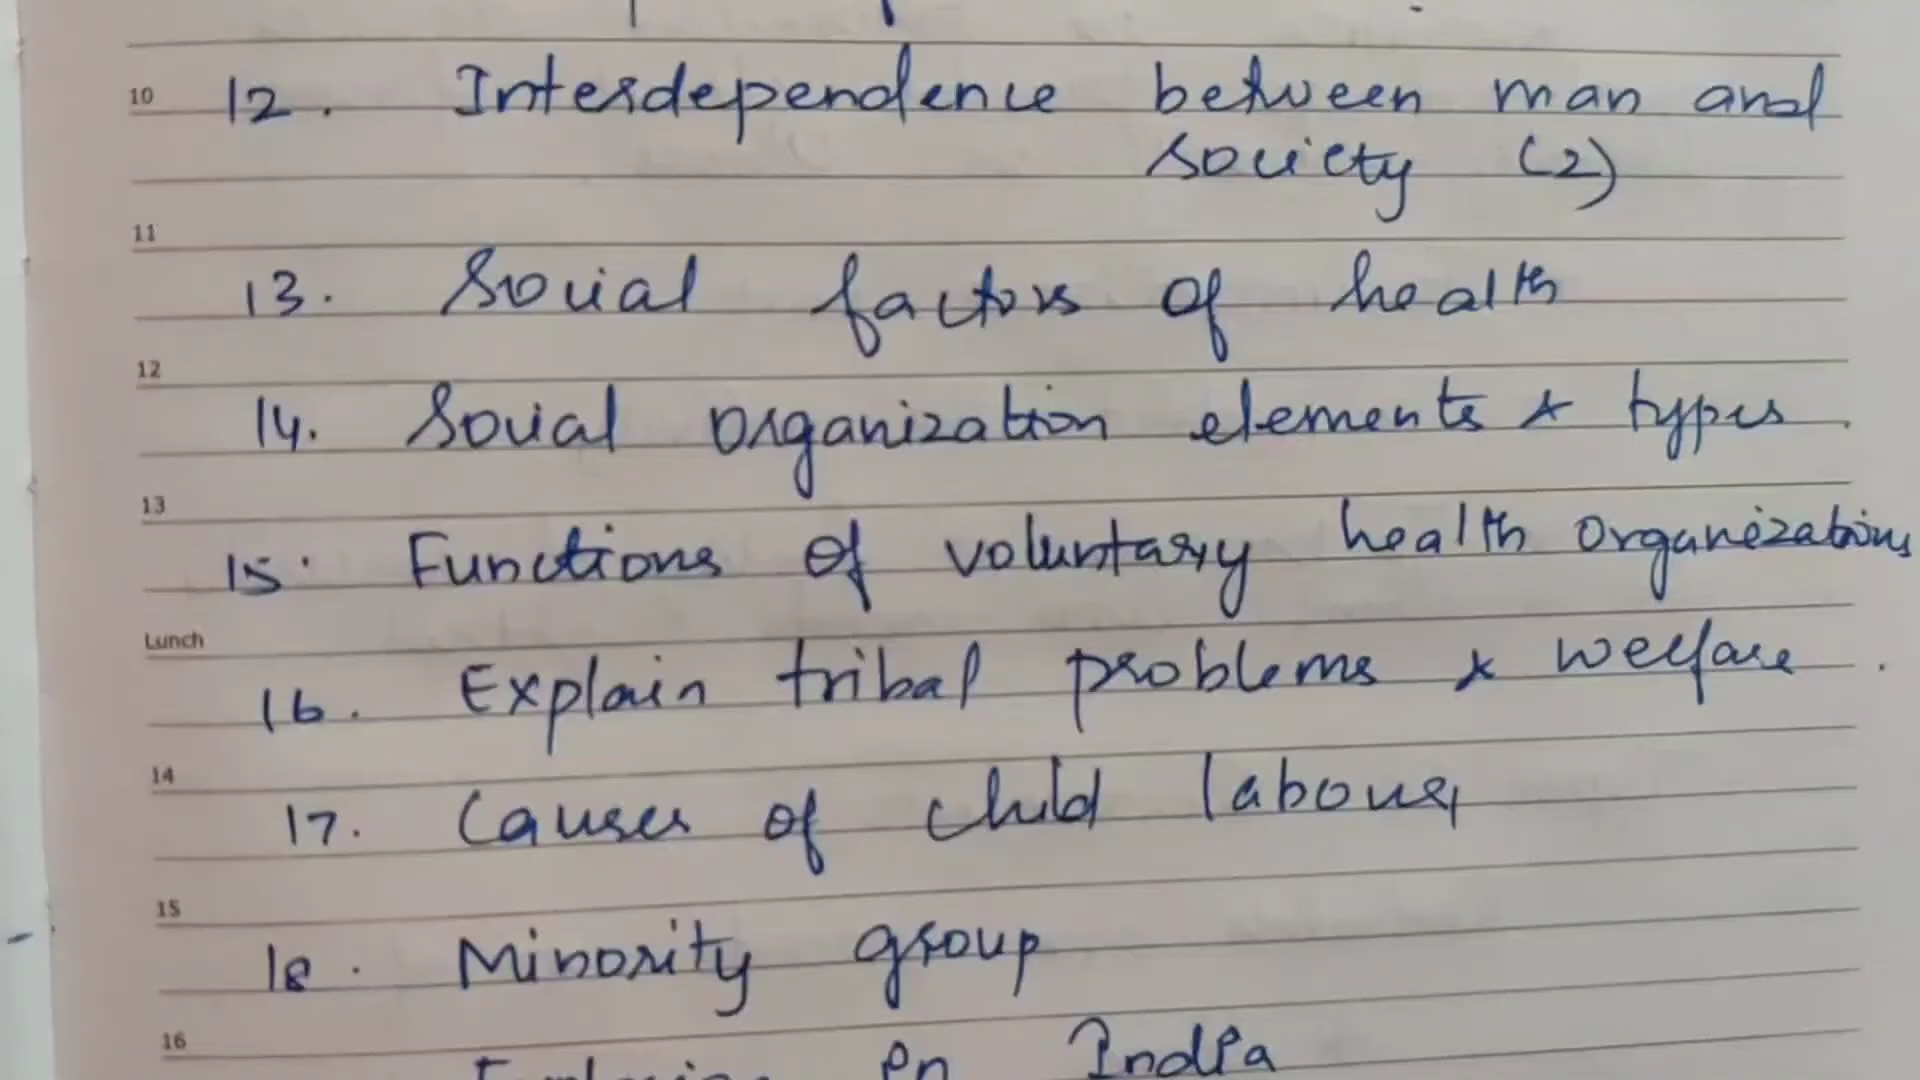 10 12. Interdependence between man and
society (2)
11
13. Social factors of health
12
14. Social organization elements & types.
13
15. Functions of voluntary health organizations
Lunch
16. Explain tribal problems & welfare.
14
17. Causes of child labour
15
18. Minority group
16
in India